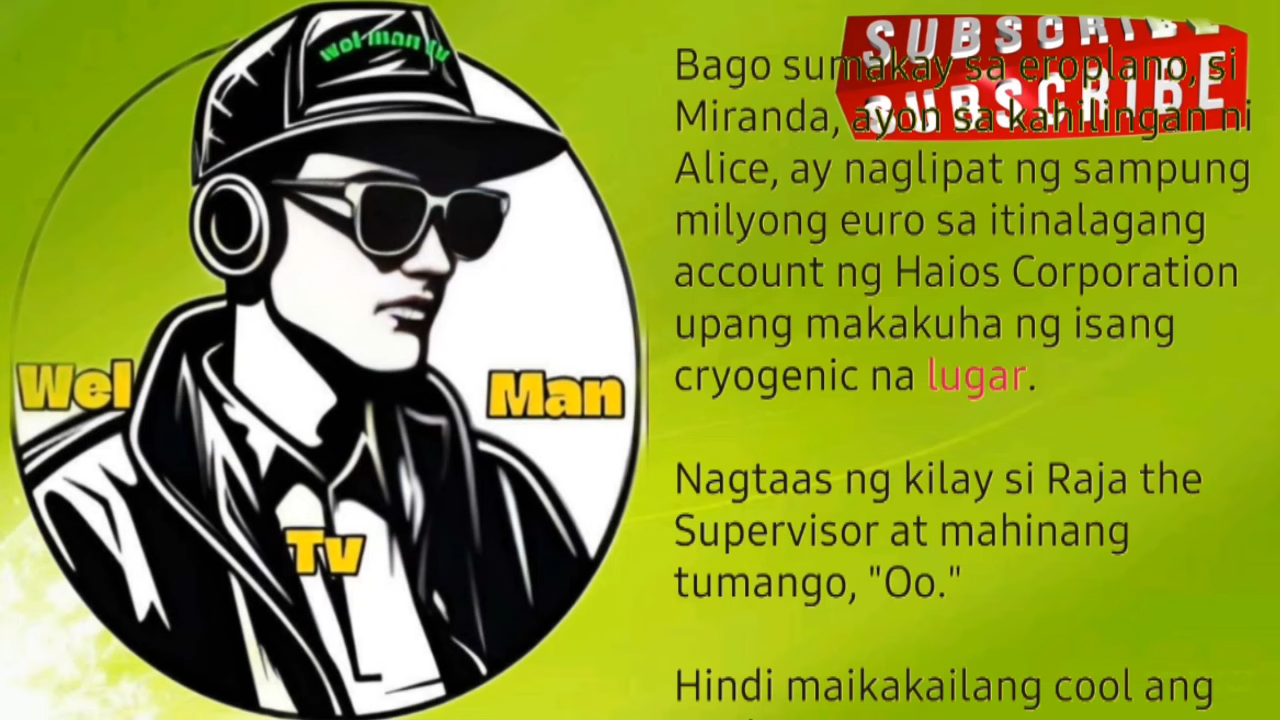 wel man tv
Wel
Man
Tv
SUBSCRIBE
SUBSCRIBE
Bago sumakay sa eroplano, si
Miranda, ayon sa kahilingan ni
Alice, ay naglipat ng sampung
milyong euro sa itinalagang
account ng Haios Corporation
upang makakuha ng isang
cryogenic na lugar.
Nagtaas ng kilay si Raja the
Supervisor at mahinang
tumango, "Oo."
Hindi maikakailang cool ang